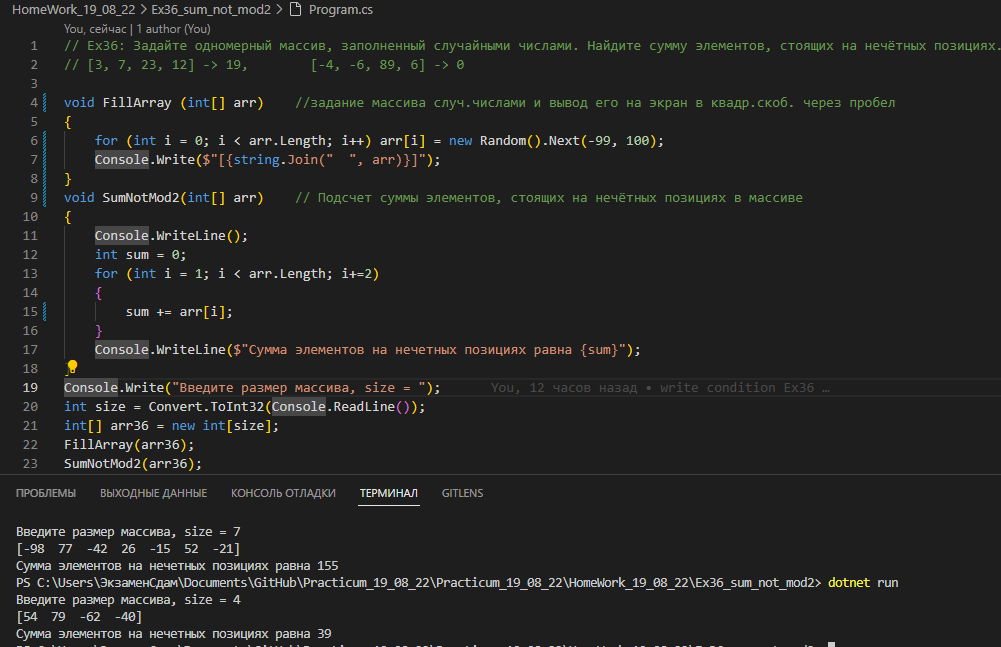 HomeWork_19_08_22 > Ex36_sum_not_mod2 > Program.cs
You, сейчас | 1 author (You)
1 // Ex36: Задайте одномерный массив, заполненный случайными числами. Найдите сумму элементов, стоящих на нечётных позициях.
2 // [3, 7, 23, 12] -> 19, [-4, -6, 89, 6] -> 0
3
4 void FillArray (int[] arr) //задание массива случ.числами и вывод его на экран в квадр.скоб. через пробел
5 {
6 for (int i = 0; i < arr.Length; i++) arr[i] = new Random().Next(-99, 100);
7 Console.Write($"[{string.Join("  ", arr)}]");
8 }
9 void SumNotMod2(int[] arr) // Подсчет суммы элементов, стоящих на нечётных позициях в массиве
10 {
11 Console.WriteLine();
12 int sum = 0;
13 for (int i = 1; i < arr.Length; i+=2)
14 {
15 sum += arr[i];
16 }
17 Console.WriteLine($"Сумма элементов на нечетных позициях равна {sum}");
18
19 Console.Write("Введите размер массива, size = "); You, 12 часов назад • write condition Ex36 …
20 int size = Convert.ToInt32(Console.ReadLine());
21 int[] arr36 = new int[size];
22 FillArray(arr36);
23 SumNotMod2(arr36);
ПРОБЛЕМЫ ВЫХОДНЫЕ ДАННЫЕ КОНСОЛЬ ОТЛАДКИ ТЕРМИНАЛ GITLENS
Введите размер массива, size = 7
[-98  77  -42  26  -15  52  -21]
Сумма элементов на нечетных позициях равна 155
PS C:\Users\ЭкзаменСдам\Documents\GitHub\Practicum_19_08_22\Practicum_19_08_22\HomeWork_19_08_22\Ex36_sum_not_mod2> dotnet run
Введите размер массива, size = 4
[54  79  -62  -40]
Сумма элементов на нечетных позициях равна 39